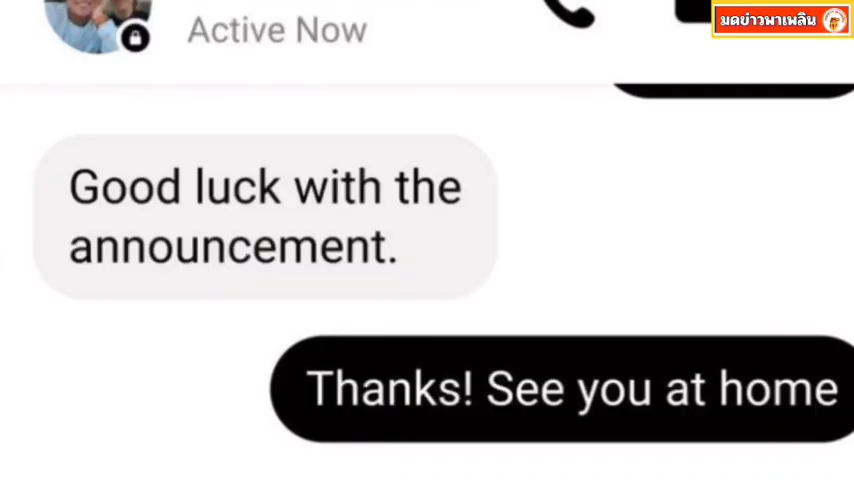 มดข่าวพาเพลิน
Active Now
Good luck with the
announcement.
Thanks! See you at home